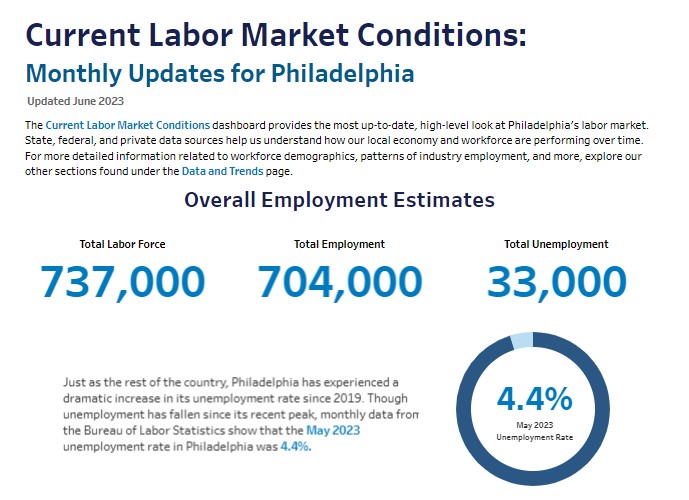 Current Labor Market Conditions:
Monthly Updates for Philadelphia
Updated June 2023
The Current Labor Market Conditions dashboard provides the most up-to-date, high-level look at Philadelphia's labor market.
State, federal, and private data sources help us understand how our local economy and workforce are performing over time.
For more detailed information related to workforce demographics, patterns of industry employment, and more, explore our
other sections found under the Data and Trends page.
Overall Employment Estimates
Total Labor Force
737,000
Total Employment
704,000
Total Unemployment
33,000
Just as the rest of the country, Philadelphia has experienced a
dramatic increase in its unemployment rate since 2019. Though
unemployment has fallen since its recent peak, monthly data from
the Bureau of Labor Statistics show that the May 2023
unemployment rate in Philadelphia was 4.4%.
4.4%
May 2023
Unemployment Rate